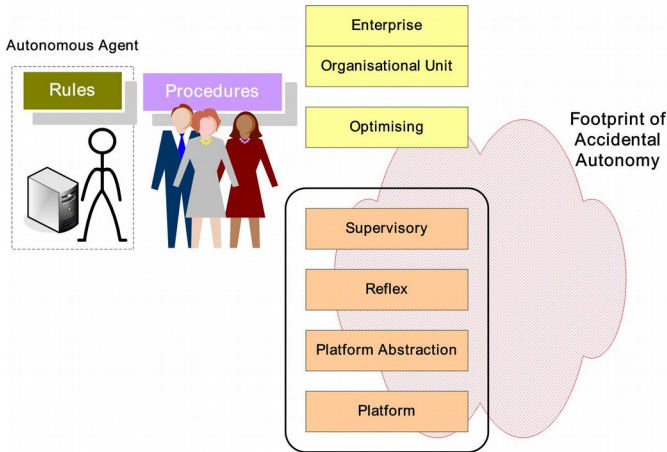 Enterprise
Autonomous Agent
Organisational Unit
Rules
Procedures
Optimising
Footprint of
Accidental
Autonomy
Supervisory
Reflex
Platform Abstraction
Platform